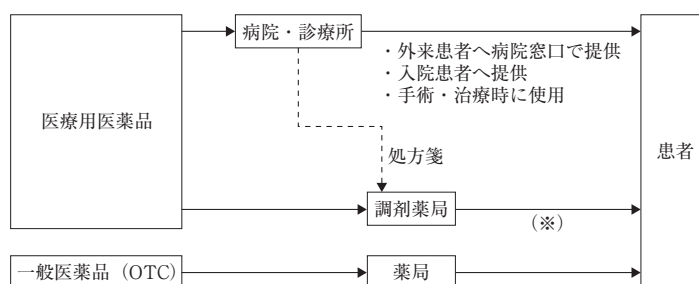 病院・診療所
・外来患者へ病院窓口で提供
・入院患者へ提供
・手術・治療時に使用
医療用医薬品
患者
処方箋
調剤薬局
(※)
一般医薬品 (OTC)
薬局